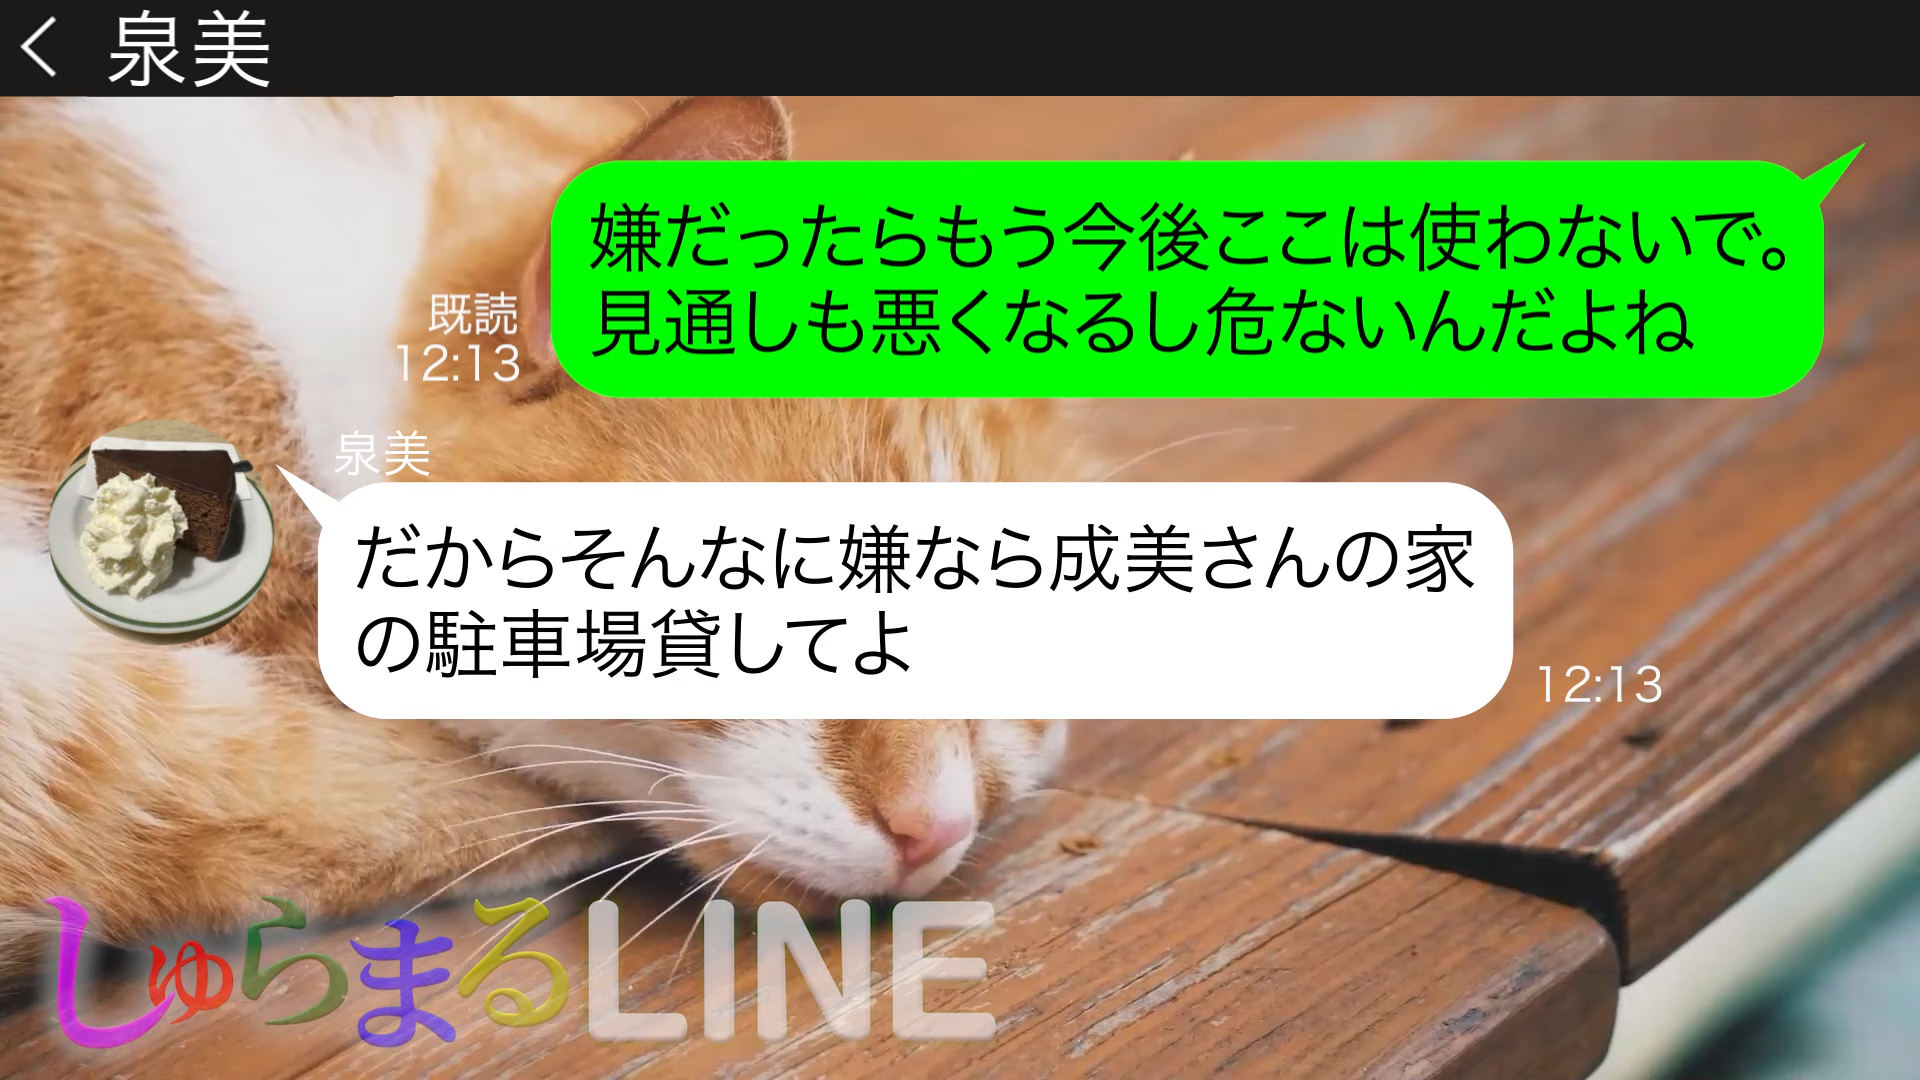 泉美
嫌だったらもう今後ここは使わないで。
見通しも悪くなるし危ないんだよね
既読
12:13
泉美
だからそんなに嫌なら成美さんの家
の駐車場貸してよ
12:13
しゅらまるLINE